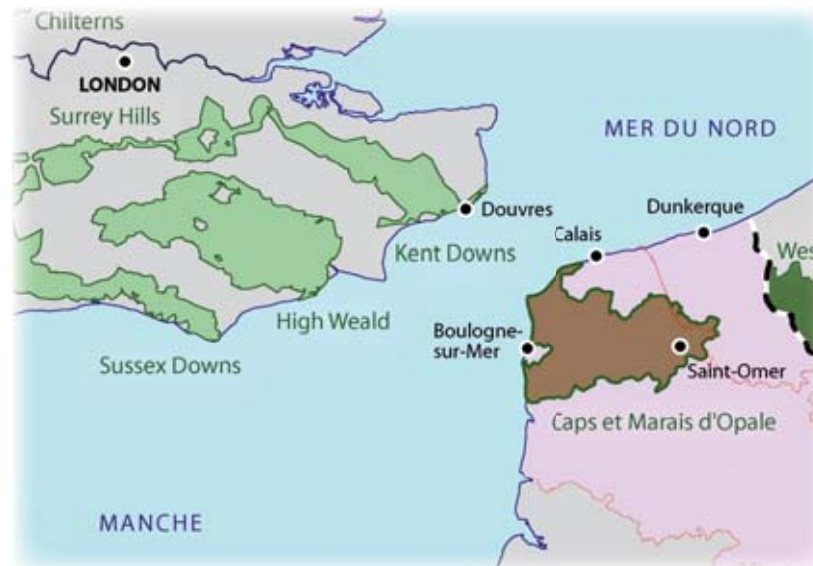 Chilterns
LONDON
Surrey Hills
MER DU NORD
Douvres
Dunkerque
Calais
Kent Downs
Wes
High Weald
Boulogne-
sur-Mer
Saint-Omer
Sussex Downs
Caps et Marais d'Opale
MANCHE